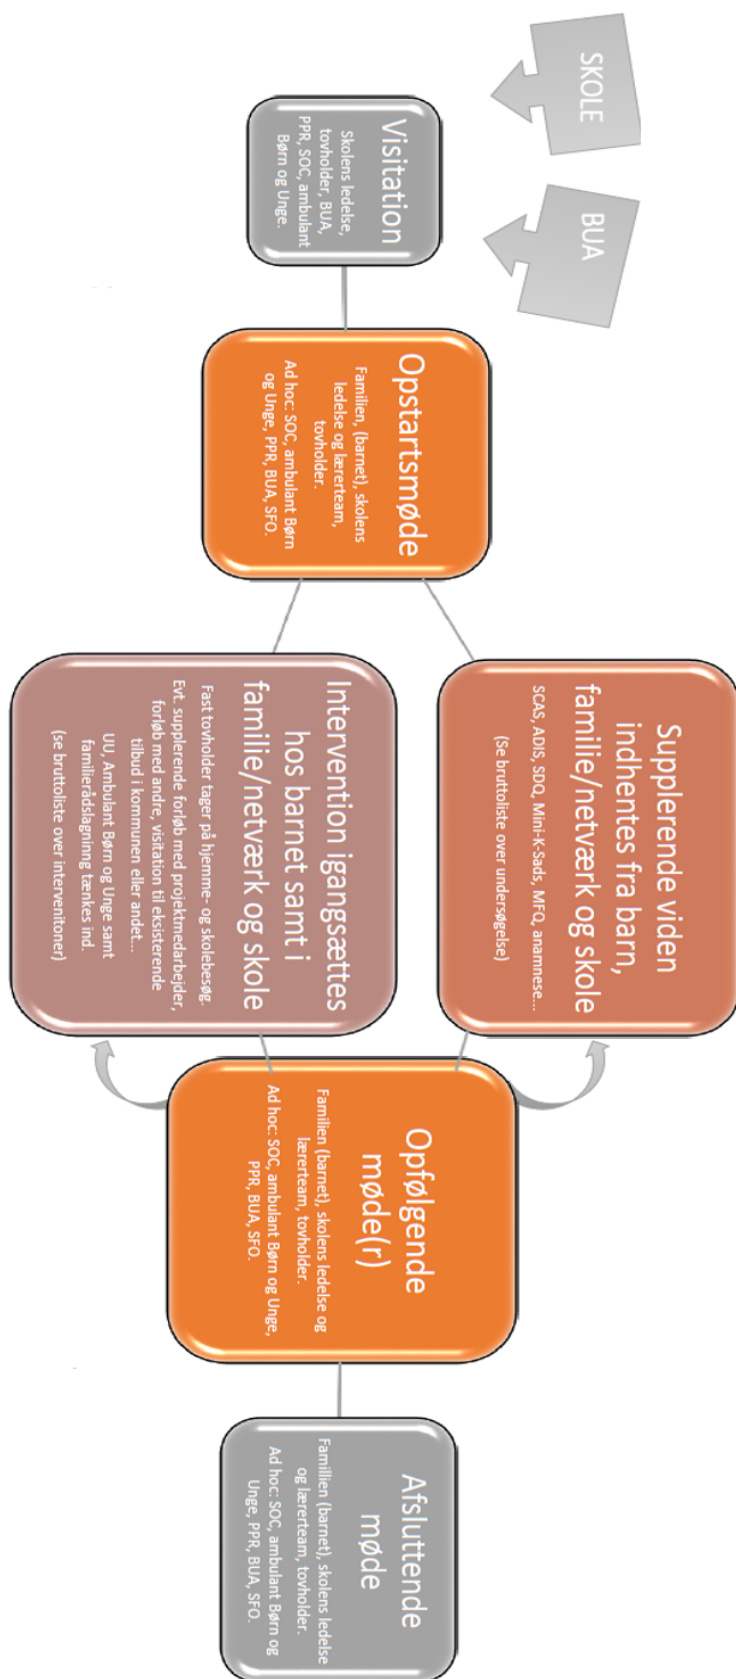 SKOLE
BUA
Visitation
Skolens ledelse,
tovholder, BUA,
PPR, SOC, ambulant
Børn og Unge.
Opstartsmøde
Familien, (barnet), skolens
ledelse og lærerteam,
tovholder.
Ad hoc: SOC, ambulant Børn
og Unge, PPR, BUA, SFO.
Supplerende viden
indhentes fra barn,
familie/netværk og skole
SCAS, ADIS, SDQ, Mini-K-Sads, MFQ, anamnese...
(Se bruttoliste over undersøgelse)
Intervention igangsættes
hos barnet samt i
familie/netværk og skole
Fast tovholder tager på hjemme- og skolebesøg.
Evt. supplerende forløb med projektmedarbejder,
forløb med andre, visitation til eksisterende
tilbud i kommunen eller andet...
UU, Ambulant Børn og Unge samt
familierådslagninng tænkes ind.
(se bruttoliste over intervenitoner)
Opfølgende
møde(r)
Familien (barnet), skolens ledelse og
lærerteam, tovholder.
Ad hoc: SOC, ambulant Børn og Unge,
PPR, BUA, SFO.
Afsluttende
møde
Famillien (barnet), skolens ledelse
og lærerteam, tovholder.
Ad hoc: SOC, ambulant Børn og
Unge, PPR, BUA, SFO.